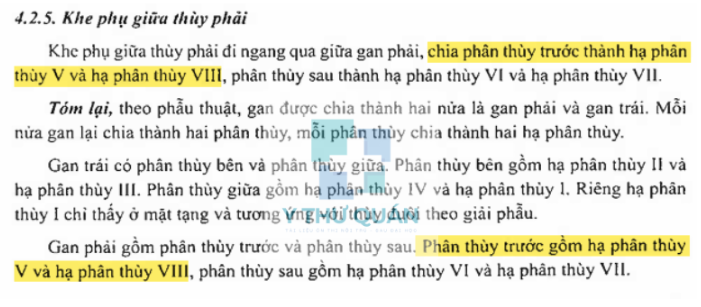 4.2.5. Khe phụ giữa thùy phải
Khe phụ giữa thùy phải đi ngang qua giữa gan phải, chia phân thùy trước thành hạ phân
thùy V và hạ phân thùy VIII, phân thùy sau thành hạ phân thùy VI và hạ phân thùy VII.
Tóm lại, theo phẫu thuật, gan được chia thành hai nửa là gan phải và gan trái. Mỗi
nửa gan lại chia thành hai phân thùy, mỗi phân thùy chia thành hai hạ phân thùy.
Gan trái có phân thùy bên và phân thùy giữa. Phân thùy bên gồm hạ phân thùy II và
hạ phân thùy III. Phân thùy giữa gồm hạ phân thùy IV và hạ phân thùy I. Riêng hạ phân
thùy I chỉ thấy ở mặt tạng và tương ứng với thùy đuôi theo giải phẫu.
Y THƯ QUÁN
Gan phải gồm phân thùy trước và phân thùy sau. Phân thùy trước gồm hạ phân thùy
V và hạ phân thùy VIII, phân thùy sau gồm hạ phân thùy VI và hạ phân thùy VII.